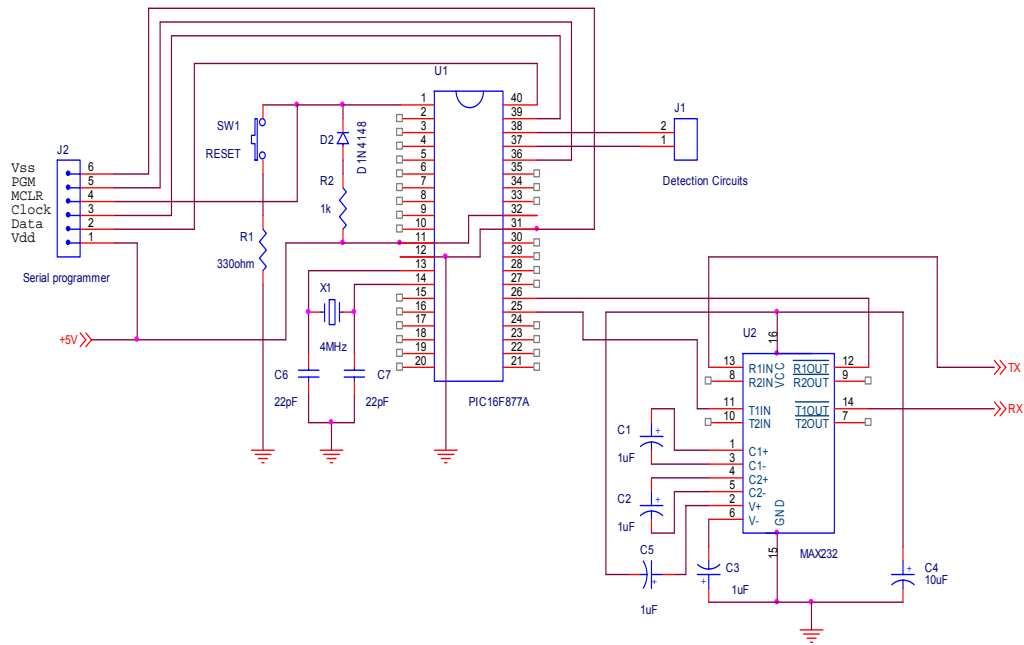 U1
1 40
2 39
3 38
4 37
5 36
6 35
7 34
8 33
9 32
10 31
11 30
12 29
13 28
14 27
15 26
16 25
17 24
18 23
19 22
20 21
PIC16F877A
J1
2
1
Detection Circuits
SW1
RESET
D2
D1N4148
R2
1k
R1
330ohm
J2
Vss 6
PGM 5
MCLR 4
Clock 3
Data 2
Vdd 1
Serial programmer
+5V
X1
4MHz
C6
22pF
C7
22pF
U2
16
VCC
13 R1IN R1OUT 12
8 R2IN R2OUT 9
11 T1IN T1OUT 14
10 T2IN T2OUT 7
1 C1+
3 C1-
4 C2+
5 C2-
2 V+
6 V-
GND
15
MAX232
TX
RX
C1
+
1uF
C2
+
1uF
C5
+
1uF
C3
+
1uF
C4
+
10uF